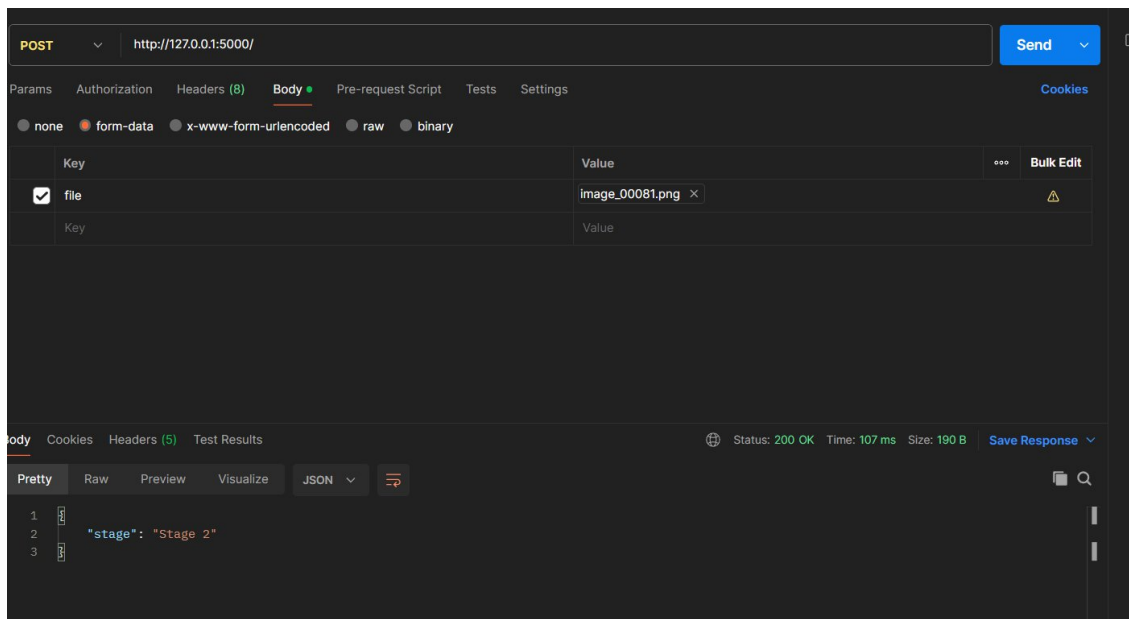 POST http://127.0.0.1:5000/ Send
Params Authorization Headers (8) Body Pre-request Script Tests Settings Cookies
none form-data x-www-form-urlencoded raw binary
Key Value Bulk Edit
file image_00081.png
Key Value
Body Cookies Headers (5) Test Results Status: 200 OK Time: 107 ms Size: 190 B Save Response
Pretty Raw Preview Visualize JSON
1 {
2 "stage": "Stage 2"
3 }